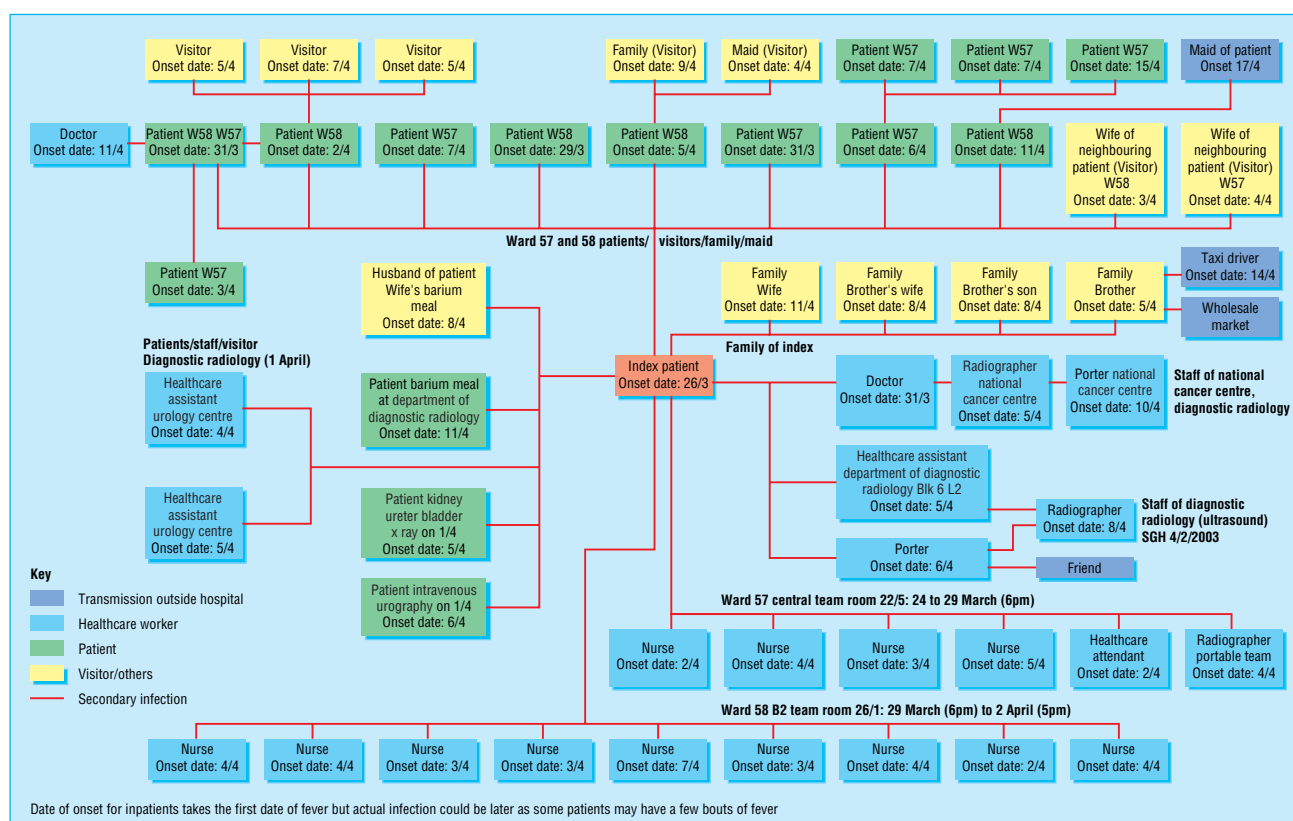 Visitor
Onset date: 5/4
Visitor
Onset date: 7/4
Visitor
Onset date: 5/4
Family (Visitor)
Onset date: 9/4
Maid (Visitor)
Onset date: 4/4
Patient W57
Onset date: 7/4
Patient W57
Onset date: 7/4
Patient W57
Onset date: 15/4
Maid of patient
Onset 17/4
Doctor
Onset date: 11/4
Patient W58 W57
Onset date: 31/3
Patient W58
Onset date: 2/4
Patient W57
Onset date: 7/4
Patient W58
Onset date: 29/3
Patient W58
Onset date: 5/4
Patient W57
Onset date: 31/3
Patient W57
Onset date: 6/4
Patient W58
Onset date: 11/4
Wife of
neighbouring
patient (Visitor)
W58
Onset date: 3/4
Wife of
neighbouring
patient (Visitor)
W57
Onset date: 4/4
Ward 57 and 58 patients/ visitors/family/maid
Patient W57
Onset date: 3/4
Husband of patient
Wife's barium
meal
Onset date: 8/4
Family
Wife
Onset date: 11/4
Family
Brother's wife
Onset date: 8/4
Family
Brother's son
Onset date: 8/4
Family
Brother
Onset date: 5/4
Taxi driver
Onset date: 14/4
Wholesale
market
Family of index
Patients/staff/visitor
Diagnostic radiology (1 April)
Healthcare
assistant
urology centre
Onset date: 4/4
Patient barium meal
at department of
diagnostic radiology
Onset date: 11/4
Index patient
Onset date: 26/3
Doctor
Onset date: 31/3
Radiographer
national
cancer centre
Onset date: 5/4
Porter national
cancer centre
Onset date: 10/4
Staff of national
cancer centre,
diagnostic radiology
Healthcare
assistant
urology centre
Onset date: 5/4
Patient kidney
ureter bladder
x ray on 1/4
Onset date: 5/4
Healthcare assistant
department of diagnostic
radiology Blk 6 L2
Onset date: 5/4
Radiographer
Onset date: 8/4
Staff of diagnostic
radiology (ultrasound)
SGH 4/2/2003
Porter
Onset date: 6/4
Friend
Patient intravenous
urography on 1/4
Onset date: 6/4
Key
Transmission outside hospital
Healthcare worker
Patient
Visitor/others
Secondary infection
Ward 57 central team room 22/5: 24 to 29 March (6pm)
Nurse
Onset date: 2/4
Nurse
Onset date: 4/4
Nurse
Onset date: 3/4
Nurse
Onset date: 5/4
Healthcare
attendant
Onset date: 2/4
Radiographer
portable team
Onset date: 4/4
Ward 58 B2 team room 26/1: 29 March (6pm) to 2 April (5pm)
Nurse
Onset date: 4/4
Nurse
Onset date: 4/4
Nurse
Onset date: 3/4
Nurse
Onset date: 3/4
Nurse
Onset date: 7/4
Nurse
Onset date: 3/4
Nurse
Onset date: 4/4
Nurse
Onset date: 2/4
Nurse
Onset date: 4/4
Date of onset for inpatients takes the first date of fever but actual infection could be later as some patients may have a few bouts of fever